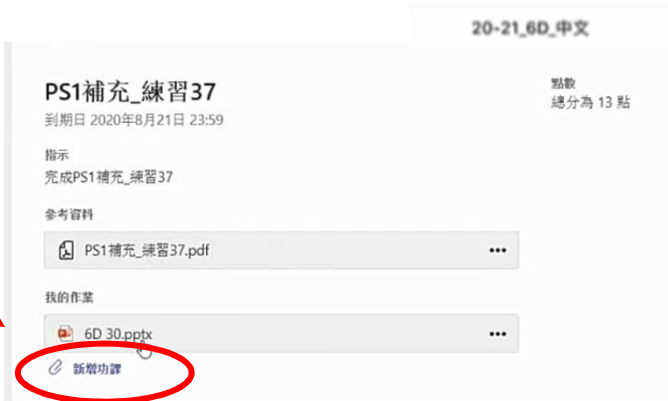 20-21_6D_中文
PS1補充_練習37
點數
到期日 2020年8月21日 23:59
總分為 13 點
指示
完成PS1補充_練習37
參考資料
PS1補充_練習37.pdf
我的作業
6D 30.pptx
新增功課